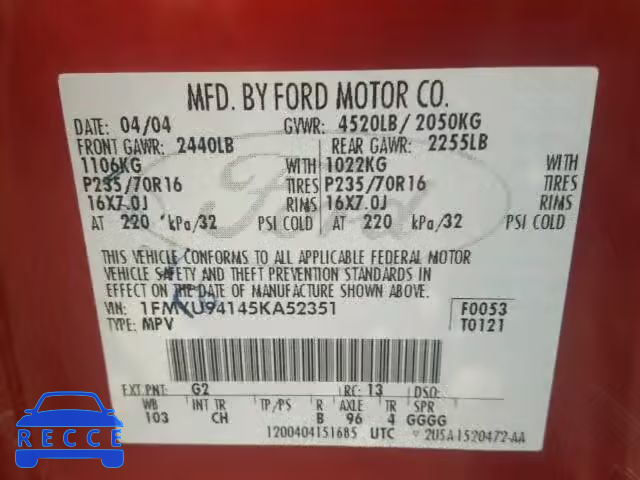 MFD. BY FORD MOTOR CO.
DATE: 04/04 GVWR: 4520LB/ 2050KG
FRONT GAWR: 2440LB REAR GAWR: 2255LB
1106KG WITH 1022KG WITH
P235/70R16 TIRES P235/70R16 TIRES
16X7.0J RIMS 16X7.0J RIMS
AT 220 kPa/32 PSI COLD AT 220 kPa/32 PSI COLD
Ford
THIS VEHICLE CONFORMS TO ALL APPLICABLE FEDERAL MOTOR
VEHICLE SAFETY AND THEFT PREVENTION STANDARDS IN
EFFECT ON THE DATE OF MANUFACTURE SHOWN ABOVE.
VIN: 1FMYU94145KA52351 F0053
TYPE: MPV T0121
EXT PNT: G2 RC: 13 DSO:
WB INT TR TP/PS R AXLE TR SPR
103 CH B 96 4 GGGG
RECCE
1200404151685 UTC 2U5A1520472-AA